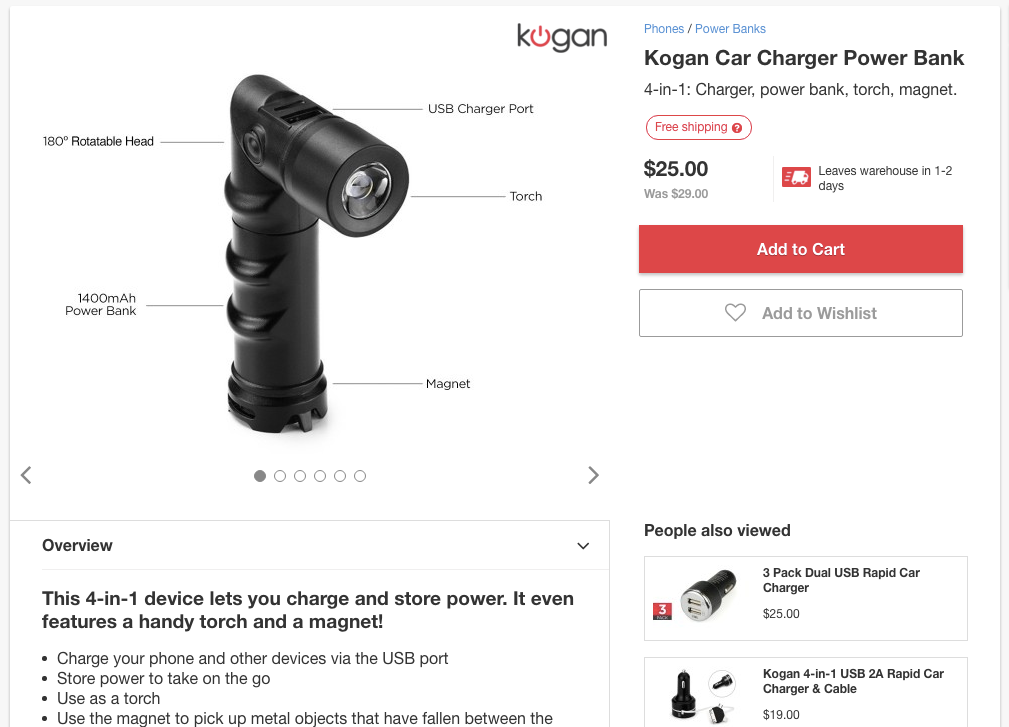 kogan
USB Charger Port
180º Rotatable Head
Torch
1400mAh
Power Bank
Magnet
Phones / Power Banks
Kogan Car Charger Power Bank
4-in-1: Charger, power bank, torch, magnet.
Free shipping ?
$25.00
Was $29.00
Leaves warehouse in 1-2
days
Add to Cart
Add to Wishlist
Overview
This 4-in-1 device lets you charge and store power. It even
features a handy torch and a magnet!
• Charge your phone and other devices via the USB port
• Store power to take on the go
• Use as a torch
• Use the magnet to pick up metal objects that have fallen between the
People also viewed
3
PACK
3 Pack Dual USB Rapid Car
Charger
$25.00
Kogan 4-in-1 USB 2A Rapid Car
Charger & Cable
$19.00